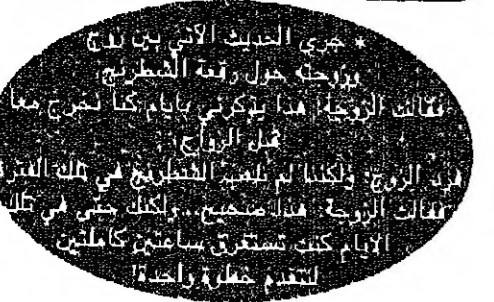 * جرى الحديث الآتي بين زوج
وزوجته حول رقعة الشطرنج:
فقالت الزوجة: هذا يذكرني بأيام كنا نخرج معا
قبل الزواج.
فرد الزوج: ولكننا لم نلعب الشطرنج في تلك الفترة
فقالت الزوجة: هذا صحيح.. ولكنك حتى في تلك
الأيام كنت تستغرق ساعتين كاملتين
لتتقدم خطوة واحدة!